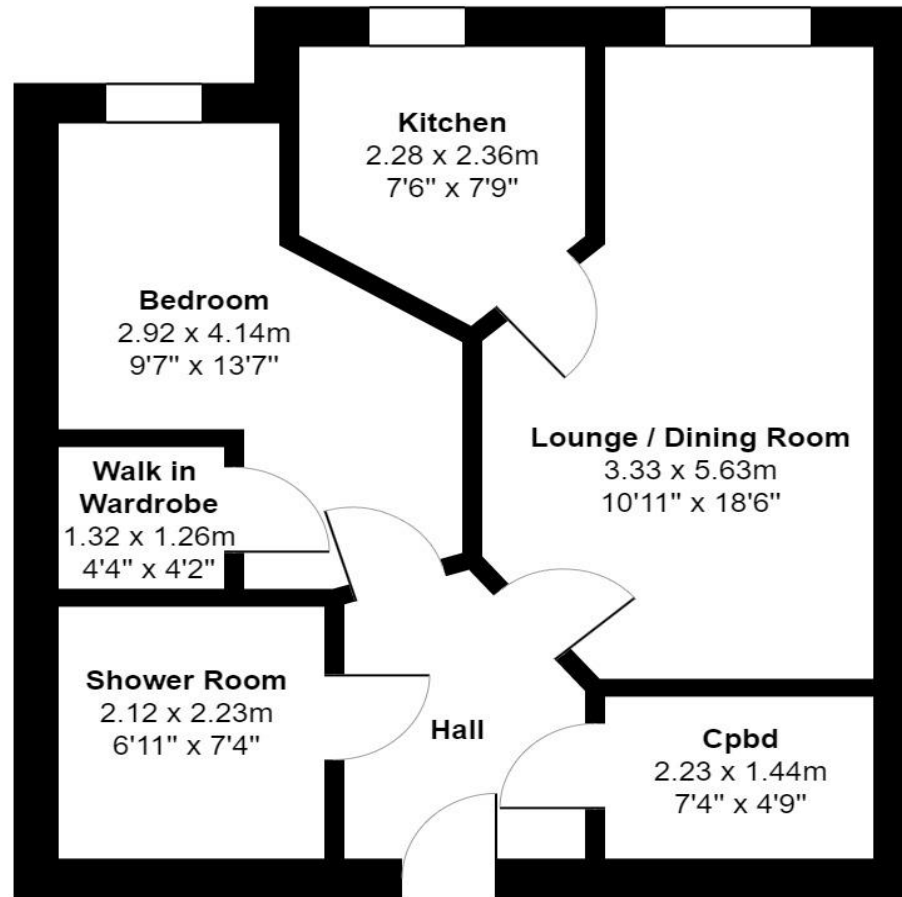 Kitchen
2.28 x 2.36m
7'6" x 7'9"
Bedroom
2.92 x 4.14m
9'7" x 13'7"
Lounge / Dining Room
3.33 x 5.63m
10'11" x 18'6"
Walk in
Wardrobe
1.32 x 1.26m
4'4" x 4'2"
Shower Room
2.12 x 2.23m
6'11" x 7'4"
Hall
Cpbd
2.23 x 1.44m
7'4" x 4'9"